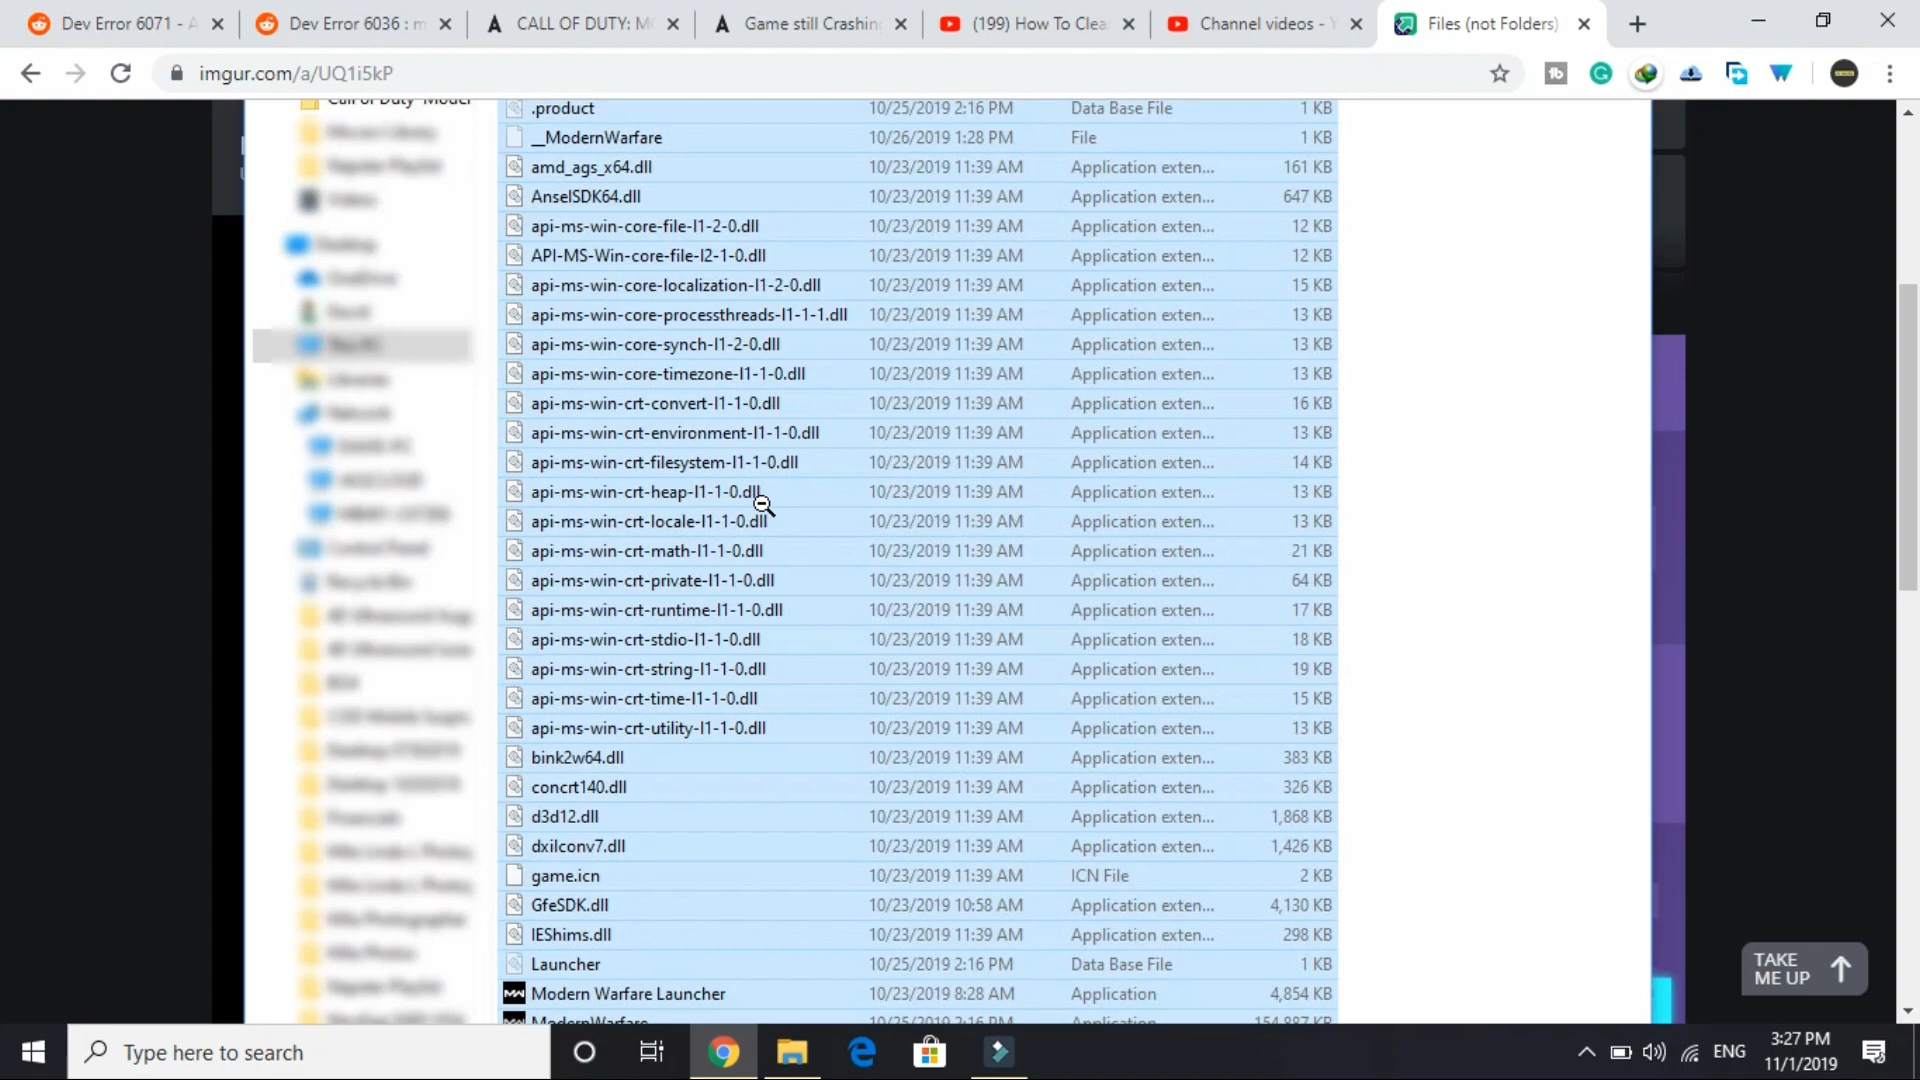 Dev Error 6071 - A
Dev Error 6036 : m
CALL OF DUTY: MO
Game still Crashing
(199) How To Clea
Channel videos - Y
Files (not Folders)
imgur.com/a/UQ1i5kP
.product 10/25/2019 2:16 PM Data Base File 1 KB
__ModernWarfare 10/26/2019 1:28 PM File 1 KB
amd_ags_x64.dll 10/23/2019 11:39 AM Application exten... 161 KB
AnselSDK64.dll 10/23/2019 11:39 AM Application exten... 647 KB
api-ms-win-core-file-l1-2-0.dll 10/23/2019 11:39 AM Application exten... 12 KB
API-MS-Win-core-file-l2-1-0.dll 10/23/2019 11:39 AM Application exten... 12 KB
api-ms-win-core-localization-l1-2-0.dll 10/23/2019 11:39 AM Application exten... 15 KB
api-ms-win-core-processthreads-l1-1-1.dll 10/23/2019 11:39 AM Application exten... 13 KB
api-ms-win-core-synch-l1-2-0.dll 10/23/2019 11:39 AM Application exten... 13 KB
api-ms-win-core-timezone-l1-1-0.dll 10/23/2019 11:39 AM Application exten... 13 KB
api-ms-win-crt-convert-l1-1-0.dll 10/23/2019 11:39 AM Application exten... 16 KB
api-ms-win-crt-environment-l1-1-0.dll 10/23/2019 11:39 AM Application exten... 13 KB
api-ms-win-crt-filesystem-l1-1-0.dll 10/23/2019 11:39 AM Application exten... 14 KB
api-ms-win-crt-heap-l1-1-0.dll 10/23/2019 11:39 AM Application exten... 13 KB
api-ms-win-crt-locale-l1-1-0.dll 10/23/2019 11:39 AM Application exten... 13 KB
api-ms-win-crt-math-l1-1-0.dll 10/23/2019 11:39 AM Application exten... 21 KB
api-ms-win-crt-private-l1-1-0.dll 10/23/2019 11:39 AM Application exten... 64 KB
api-ms-win-crt-runtime-l1-1-0.dll 10/23/2019 11:39 AM Application exten... 17 KB
api-ms-win-crt-stdio-l1-1-0.dll 10/23/2019 11:39 AM Application exten... 18 KB
api-ms-win-crt-string-l1-1-0.dll 10/23/2019 11:39 AM Application exten... 19 KB
api-ms-win-crt-time-l1-1-0.dll 10/23/2019 11:39 AM Application exten... 15 KB
api-ms-win-crt-utility-l1-1-0.dll 10/23/2019 11:39 AM Application exten... 13 KB
bink2w64.dll 10/23/2019 11:39 AM Application exten... 383 KB
concrt140.dll 10/23/2019 11:39 AM Application exten... 326 KB
d3d12.dll 10/23/2019 11:39 AM Application exten... 1,868 KB
dxilconv7.dll 10/23/2019 11:39 AM Application exten... 1,426 KB
game.icn 10/23/2019 11:39 AM ICN File 2 KB
GfeSDK.dll 10/23/2019 10:58 AM Application exten... 4,130 KB
IEShims.dll 10/23/2019 11:39 AM Application exten... 298 KB
Launcher 10/25/2019 2:16 PM Data Base File 1 KB
Modern Warfare Launcher 10/23/2019 8:28 AM Application 4,854 KB
ModernWarfare 10/25/2019 2:16 PM Application 154,887 KB
TAKE
ME UP
Type here to search
ENG
3:27 PM
11/1/2019